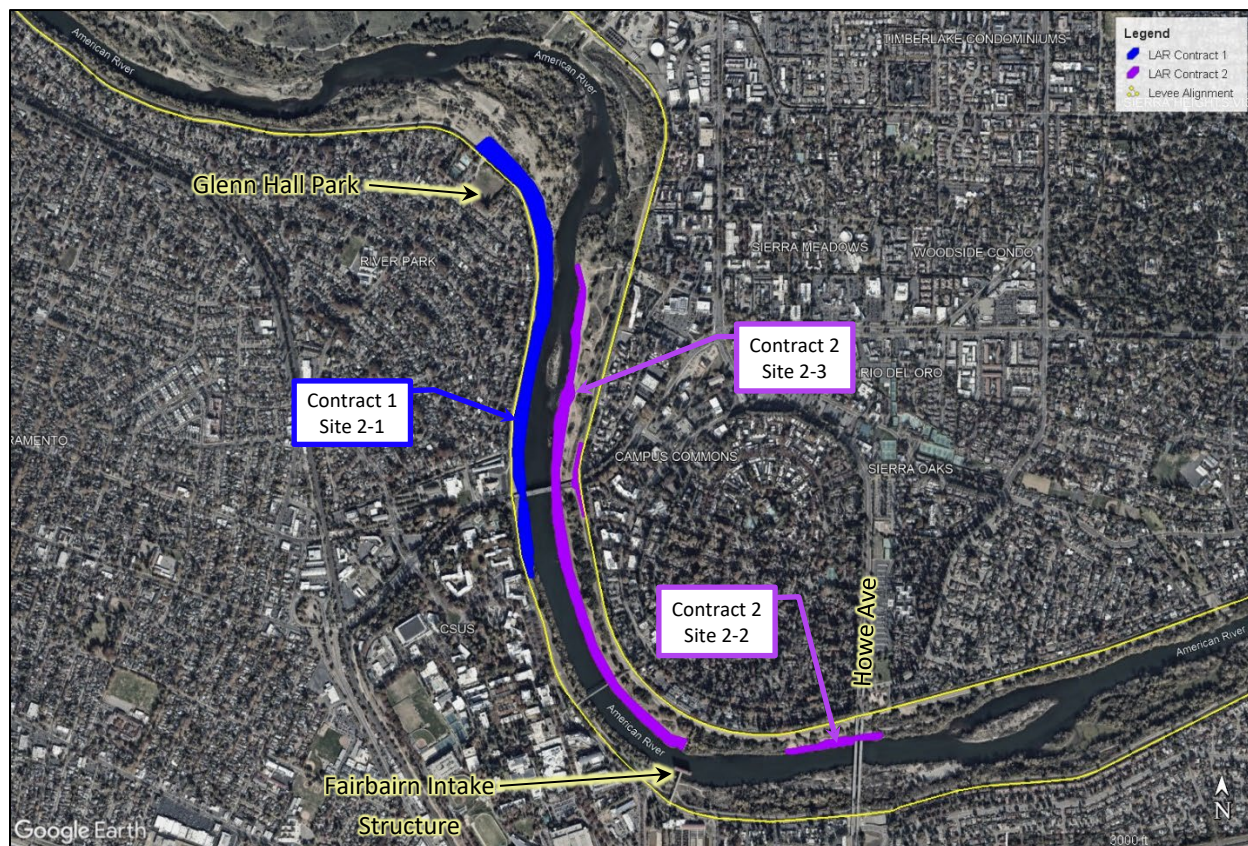 American River
American River
TIMBERLAKE CONDOMINIUMS
Legend
LAR Contract 1
LAR Contract 2
Levee Alignment
Glenn Hall Park
RIVER PARK
SIERRA MEADOWS
WOODSIDE CONDO
Contract 2
Site 2-3
RIO DEL ORO
Contract 1
Site 2-1
RAMENTO
CAMPUS COMMONS
SIERRA OAKS
Contract 2
Site 2-2
CSUS
Howe Ave
American River
American River
Fairbairn Intake
Structure
N
Google Earth
3000 ft